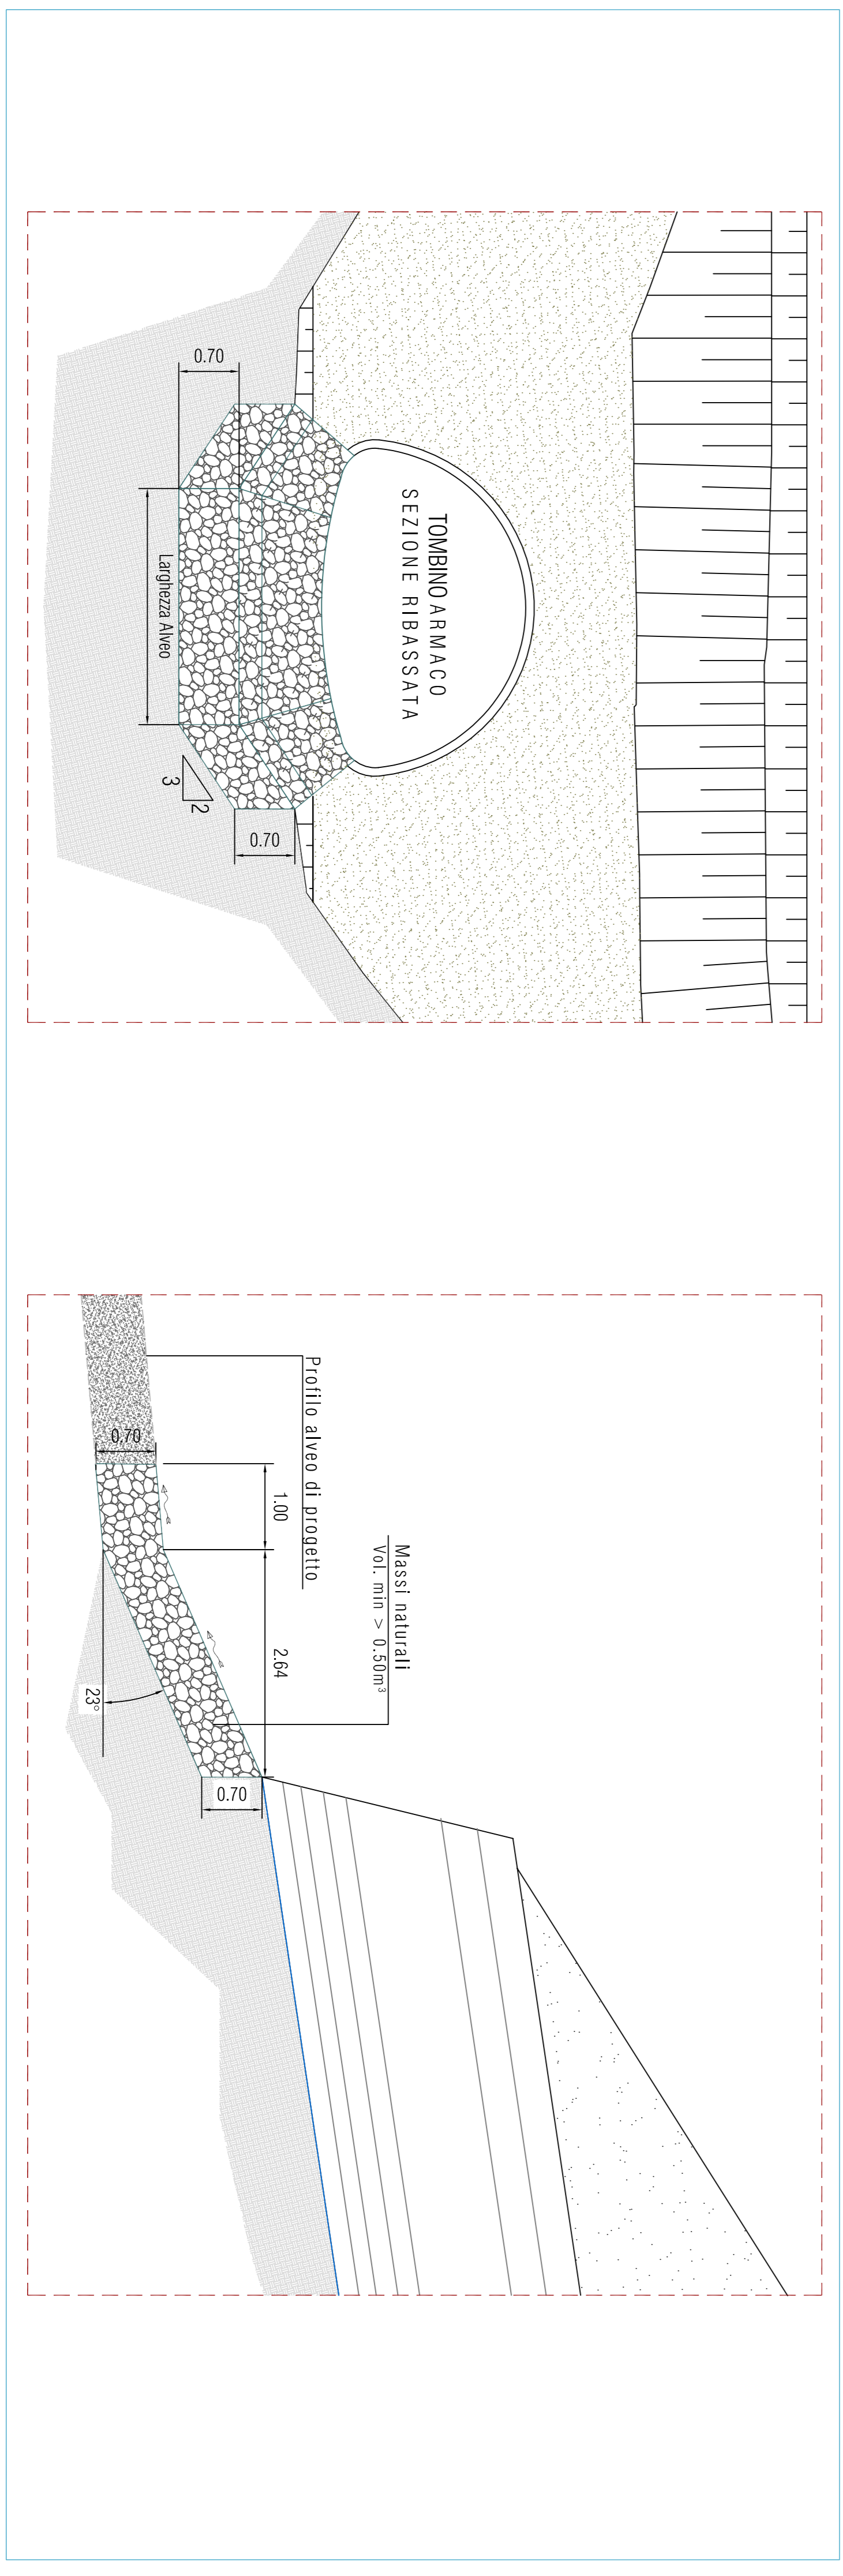 TOMBINO ARMACO
SEZIONE RIBASSATA
0.70
Larghezza Alveo
3
2
0.70
Profilo alveo di progetto
Massi naturali
Vol. min > 0.50m³
0.70
1.00
2.64
23°
0.70